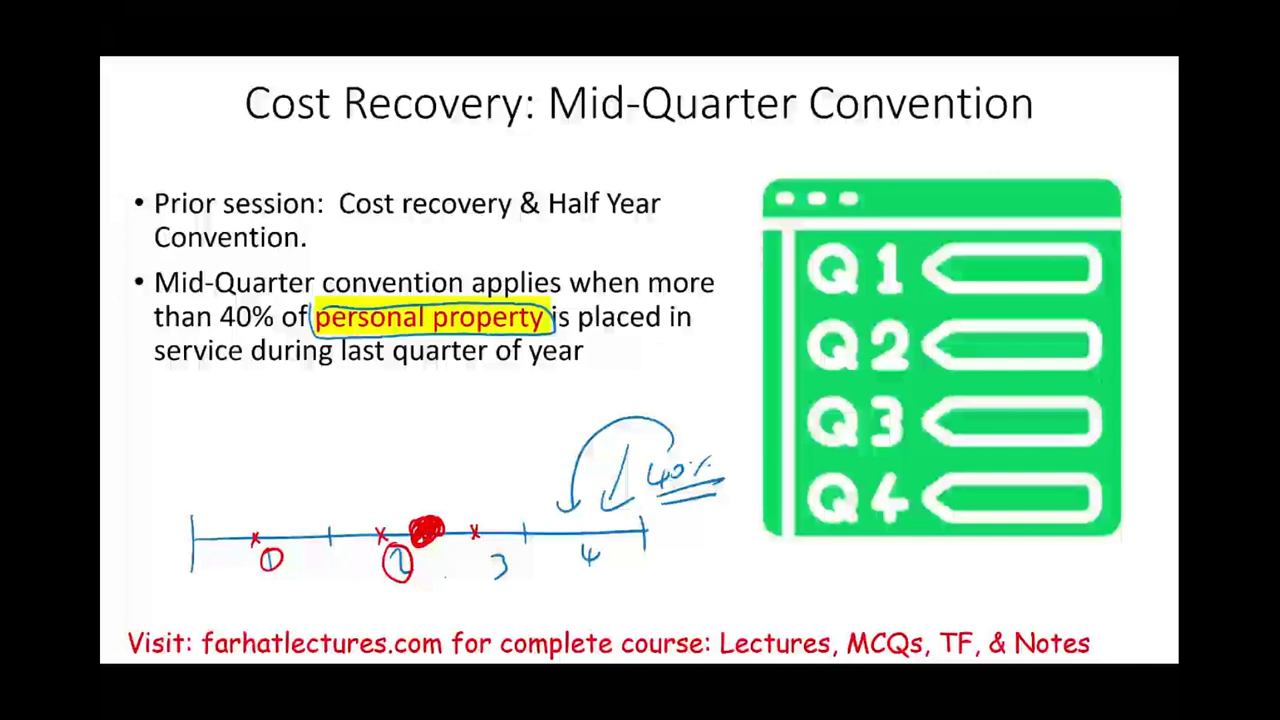 Cost Recovery: Mid-Quarter Convention
• Prior session: Cost recovery & Half Year
Convention.
• Mid-Quarter convention applies when more
than 40% of personal property is placed in
service during last quarter of year
Q1
Q2
Q3
Q4
40%
1 2 3 4
Visit: farhatlectures.com for complete course: Lectures, MCQs, TF, & Notes